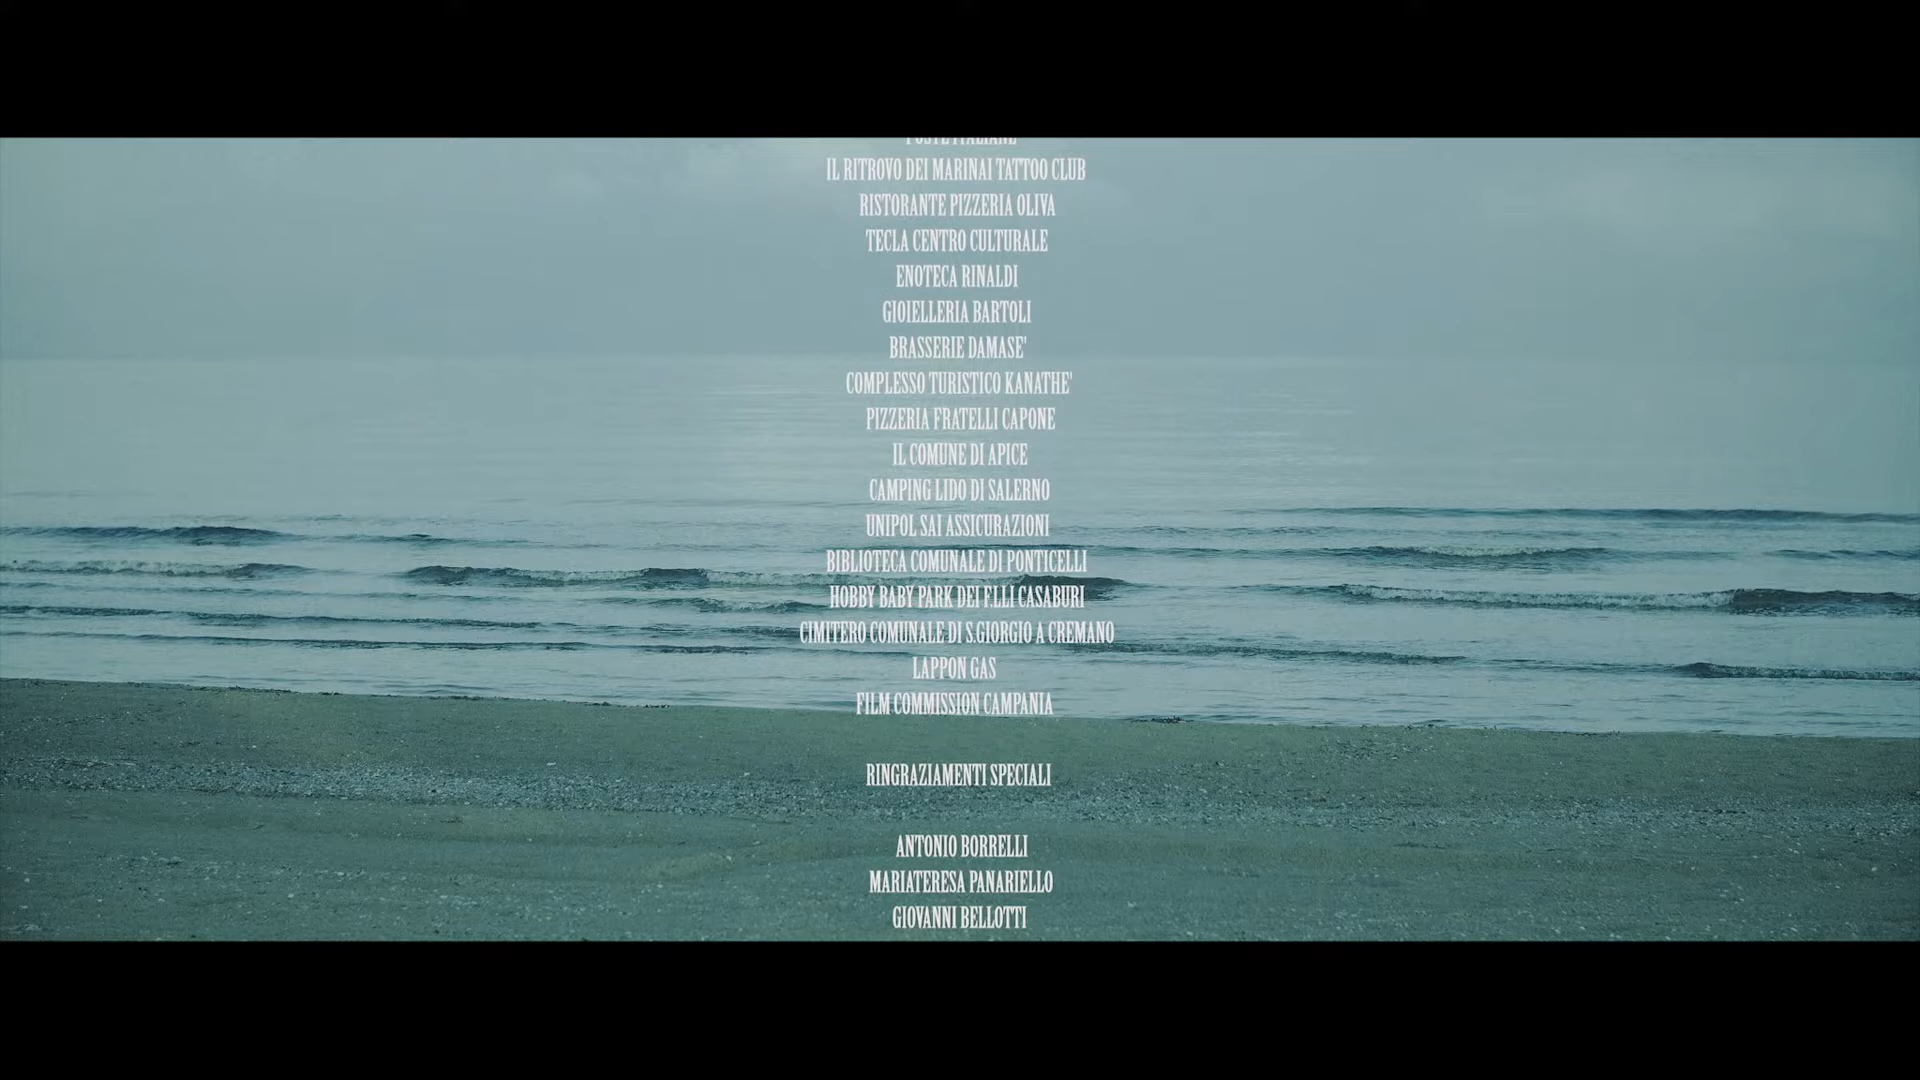 POSTE ITALIANE
IL RITROVO DEI MARINAI TATTOO CLUB
RISTORANTE PIZZERIA OLIVA
TECLA CENTRO CULTURALE
ENOTECA RINALDI
GIOIELLERIA BARTOLI
BRASSERIE DAMASE'
COMPLESSO TURISTICO KANATHE'
PIZZERIA FRATELLI CAPONE
IL COMUNE DI APICE
CAMPING LIDO DI SALERNO
UNIPOL SAI ASSICURAZIONI
BIBLIOTECA COMUNALE DI PONTICELLI
HOBBY BABY PARK DEI F.LLI CASABURI
CIMITERO COMUNALE DI S.GIORGIO A CREMANO
LAPPON GAS
FILM COMMISSION CAMPANIA
RINGRAZIAMENTI SPECIALI
ANTONIO BORRELLI
MARIATERESA PANARIELLO
GIOVANNI BELLOTTI